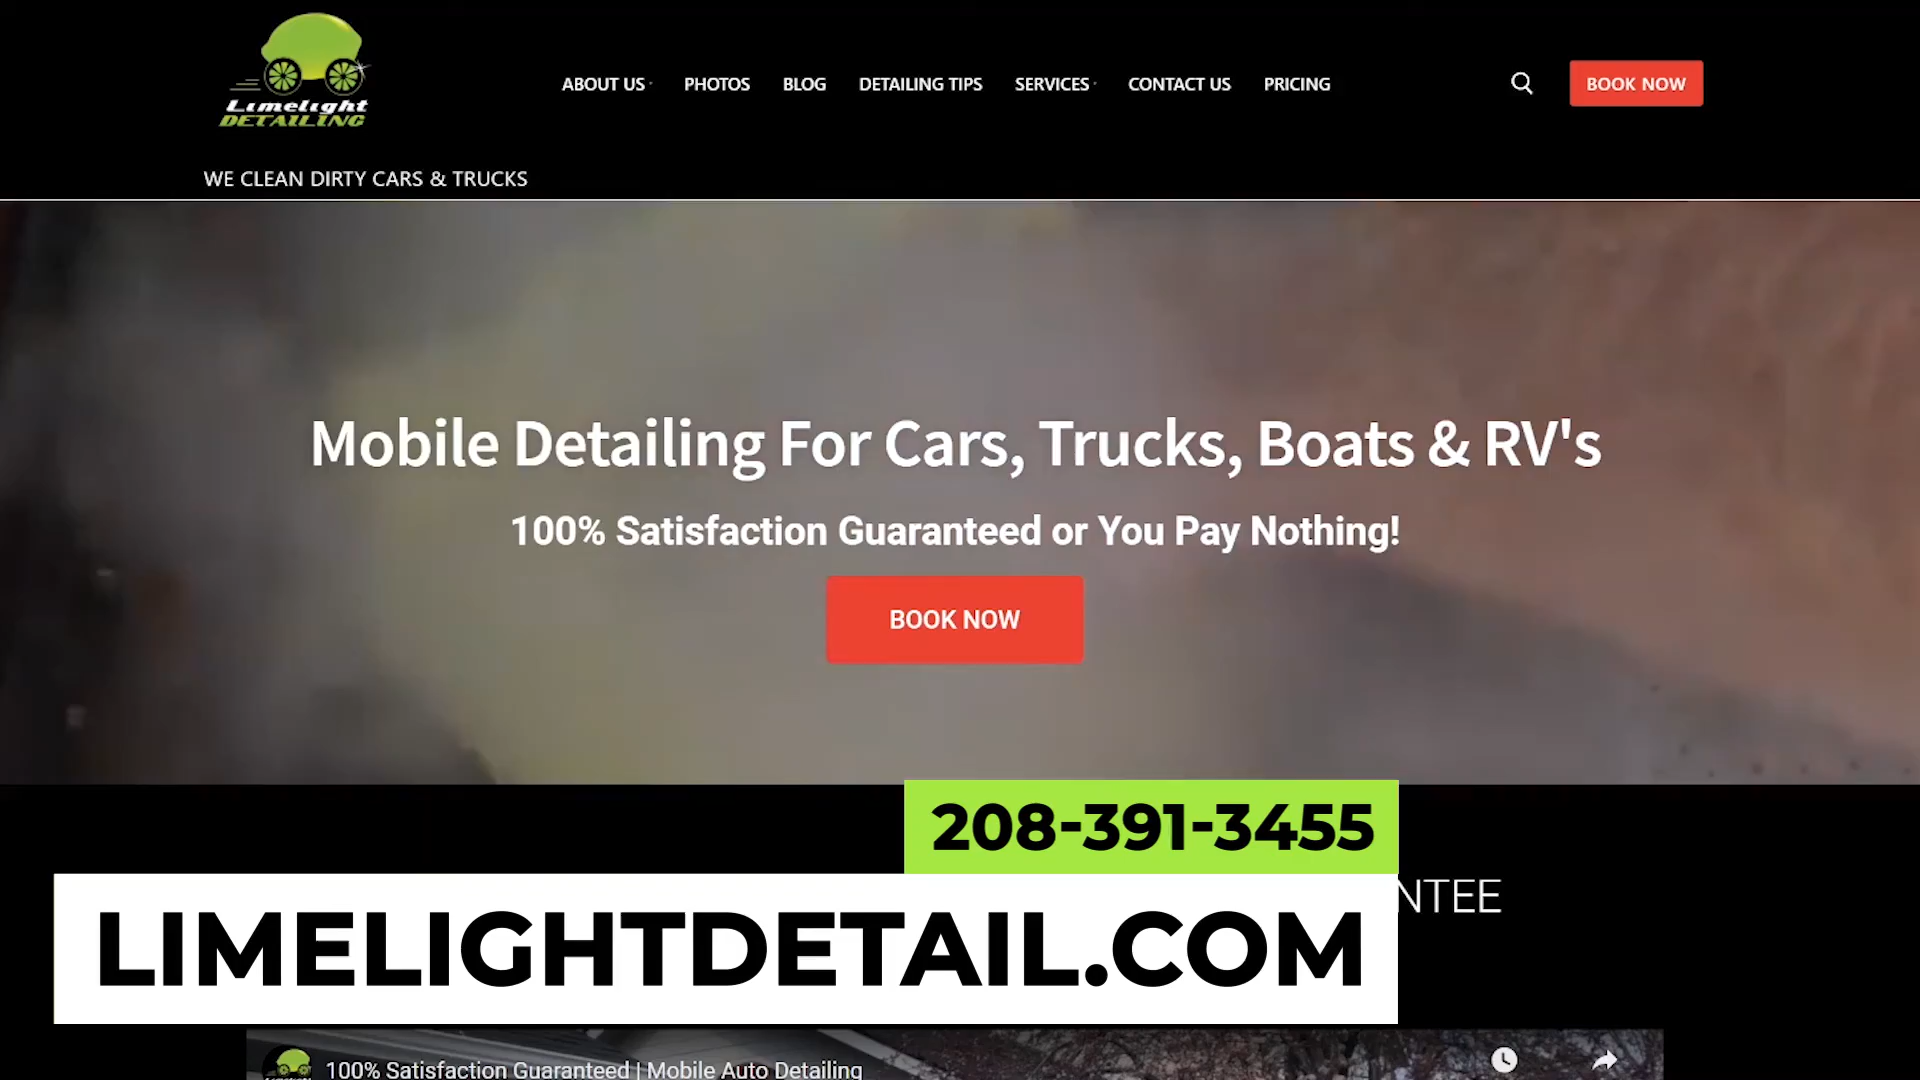 Limelight
DETAILING
ABOUT US
PHOTOS
BLOG
DETAILING TIPS
SERVICES
CONTACT US
PRICING
BOOK NOW
WE CLEAN DIRTY CARS & TRUCKS
Mobile Detailing For Cars, Trucks, Boats & RV's
100% Satisfaction Guaranteed or You Pay Nothing!
BOOK NOW
208-391-3455
NTEE
LIMELIGHTDETAIL.COM
100% Satisfaction Guaranteed | Mobile Auto Detailing